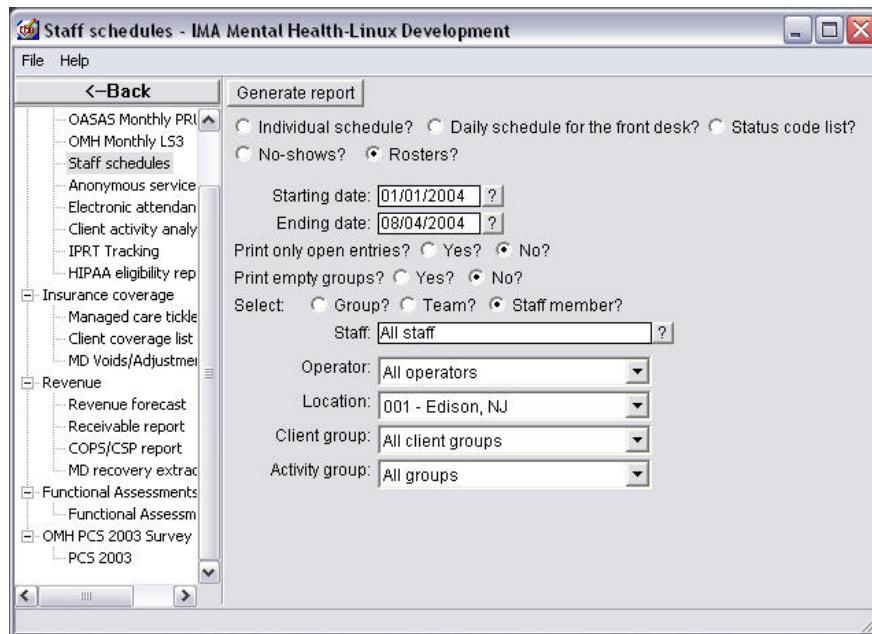 Staff schedules - IMA Mental Health-Linux Development
File Help
<-Back
OASAS Monthly PRU
OMH Monthly LS3
Staff schedules
Anonymous service
Electronic attendan
Client activity analy
IPRT Tracking
HIPAA eligibility rep
Insurance coverage
Managed care tickle
Client coverage list
MD Voids/Adjustmer
Revenue
Revenue forecast
Receivable report
COPS/CSP report
MD recovery extrac
Functional Assessments
Functional Assessm
OMH PCS 2003 Survey
PCS 2003
Generate report
Individual schedule? Daily schedule for the front desk? Status code list?
No-shows? Rosters?
Starting date: 01/01/2004 ?
Ending date: 08/04/2004 ?
Print only open entries? Yes? No?
Print empty groups? Yes? No?
Select: Group? Team? Staff member?
Staff: All staff ?
Operator: All operators
Location: 001 - Edison, NJ
Client group: All client groups
Activity group: All groups